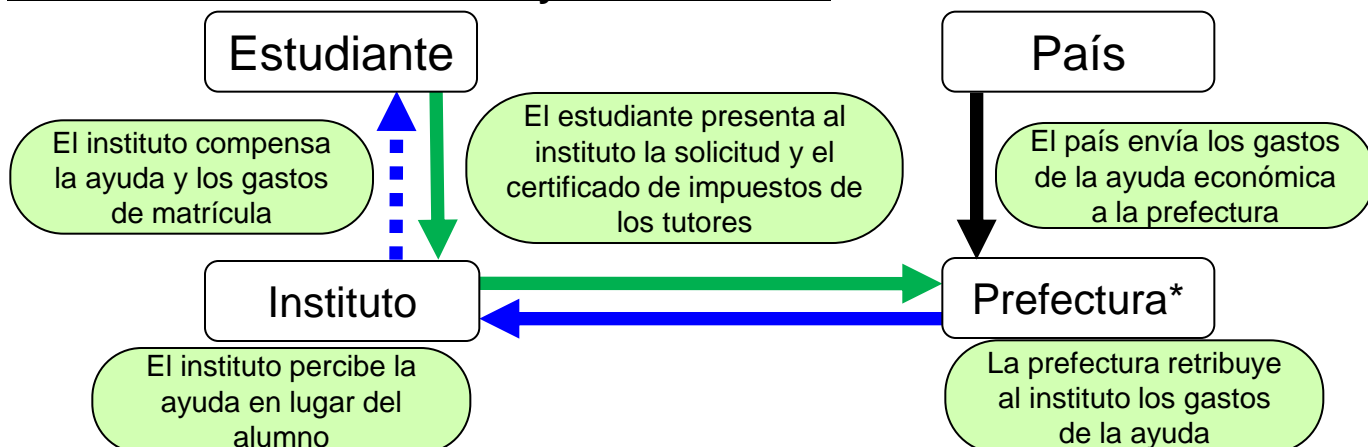 Estudiante
País
El instituto compensa
la ayuda y los gastos
de matrícula
El estudiante presenta al
instituto la solicitud y el
certificado de impuestos de
los tutores
El país envía los gastos
de la ayuda económica
a la prefectura
Instituto
Prefectura*
El instituto percibe la
ayuda en lugar del
alumno
La prefectura retribuye
al instituto los gastos
de la ayuda